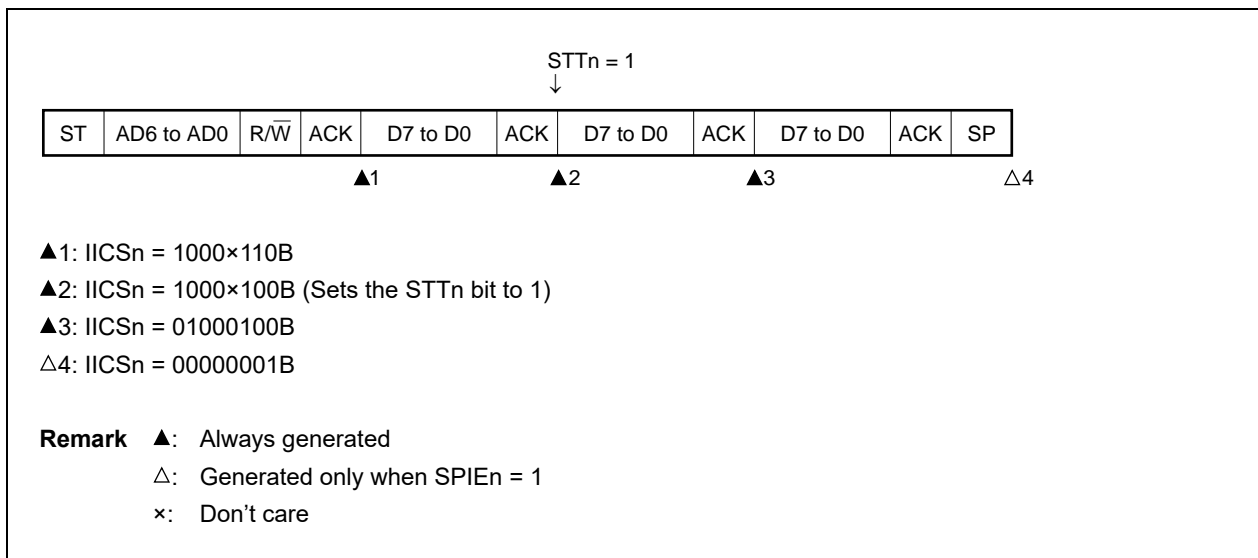 STTn = 1
↓
ST AD6 to AD0 R/W̅ ACK D7 to D0 ACK D7 to D0 ACK D7 to D0 ACK SP
▲1 ▲2 ▲3 △4
▲1: IICSn = 1000×110B
▲2: IICSn = 1000×100B (Sets the STTn bit to 1)
▲3: IICSn = 01000100B
△4: IICSn = 00000001B
Remark ▲: Always generated
△: Generated only when SPIEn = 1
×: Don't care